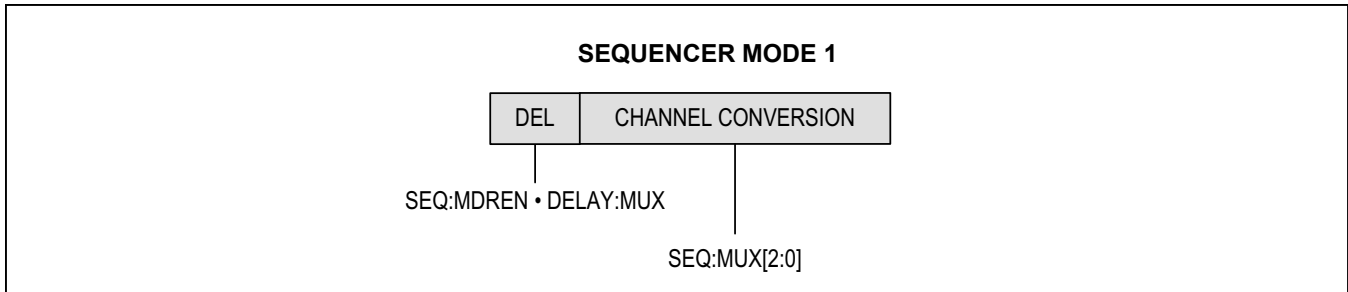 SEQUENCER MODE 1
DEL
CHANNEL CONVERSION
SEQ:MDREN • DELAY:MUX
SEQ:MUX[2:0]